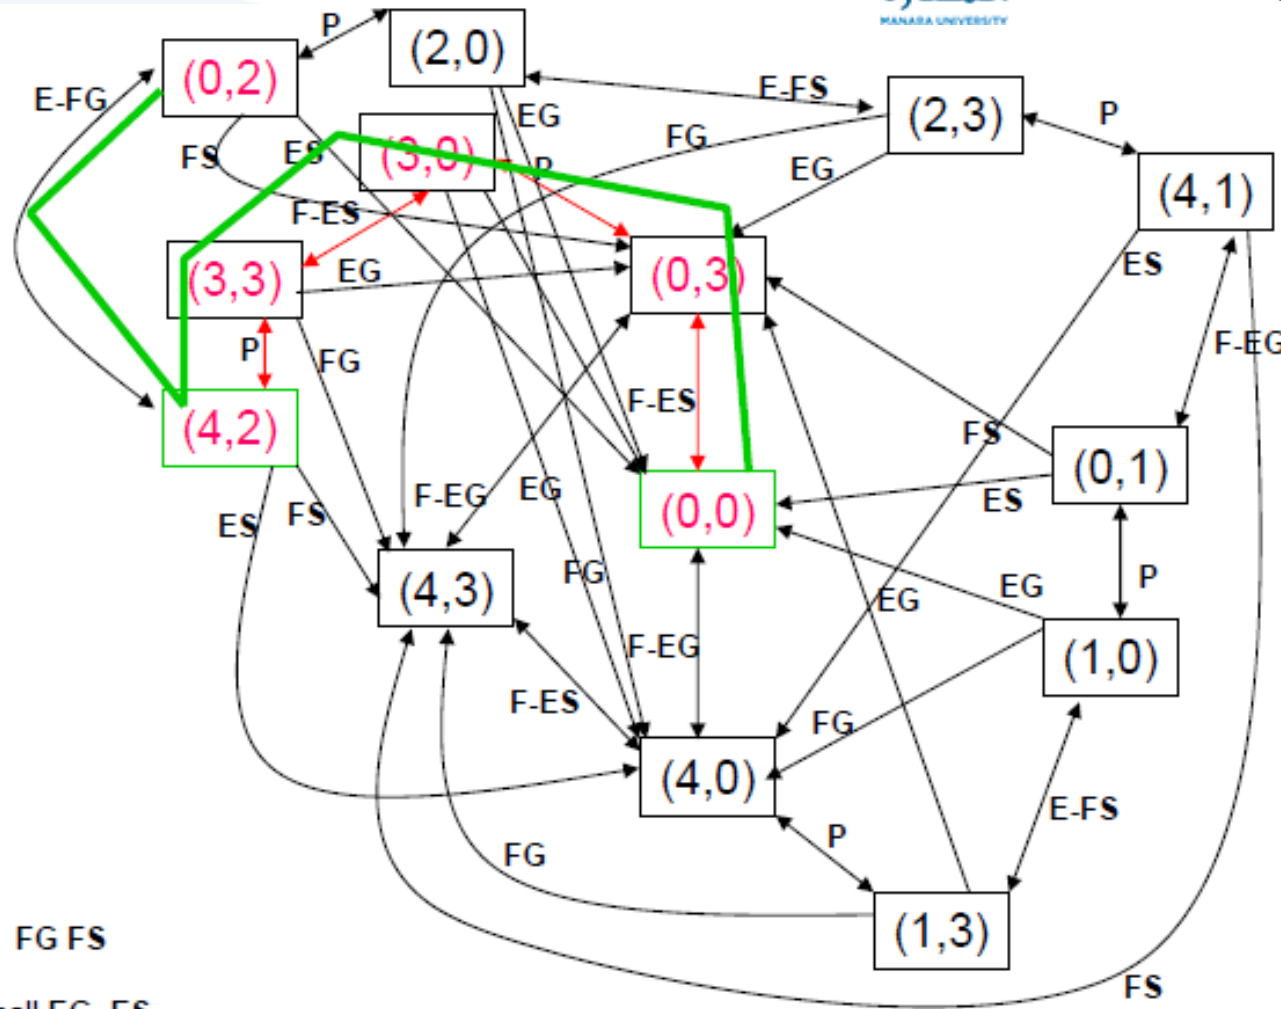 MANARA UNIVERSITY
P
(2,0)
(0,2)
E-FG
E-FS
(2,3)
P
EG
FG
FS
ES
(3,0)
P
EG
(4,1)
F-ES
(3,3)
EG
(0,3)
ES
P
FG
F-EG
F-ES
(4,2)
FS
(0,1)
F-EG
EG
ES
ES
FS
(0,0)
FG
P
(4,3)
EG
EG
F-EG
(1,0)
F-ES
FG
(4,0)
E-FS
P
FG
(1,3)
FG FS
FS